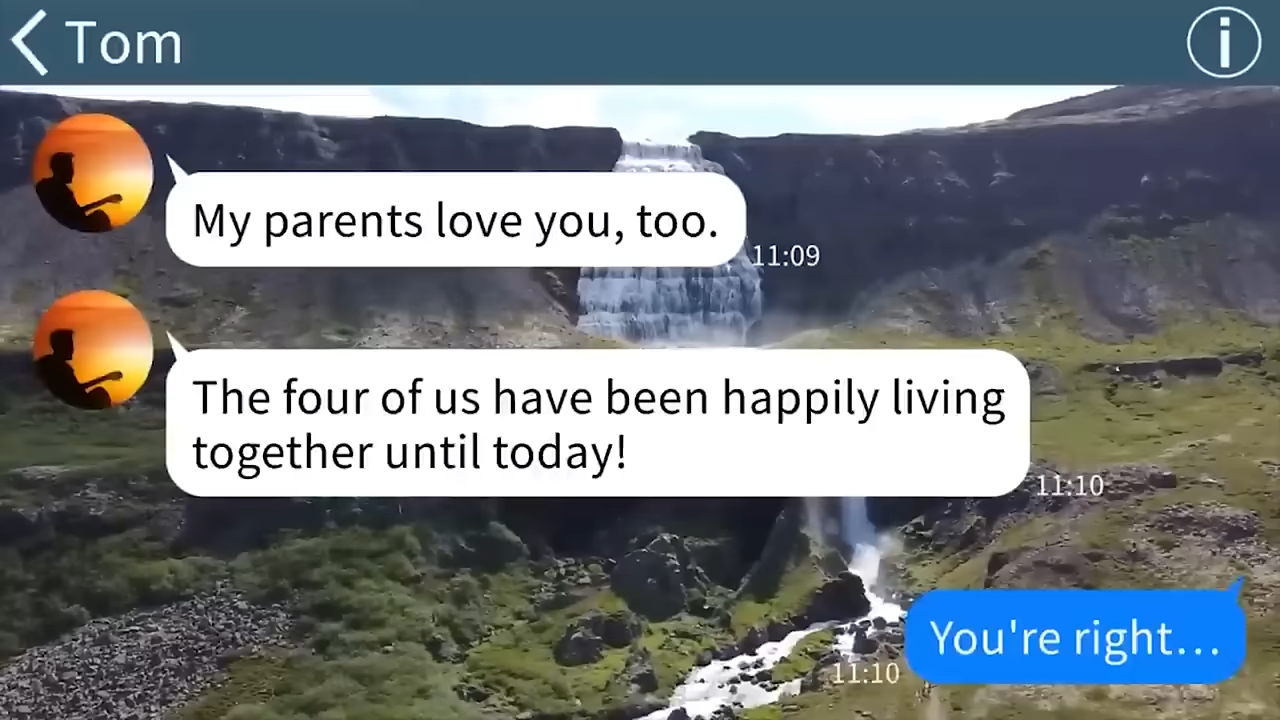 Tom
My parents love you, too.
11:09
The four of us have been happily living
together until today!
11:10
You're right...
11:10